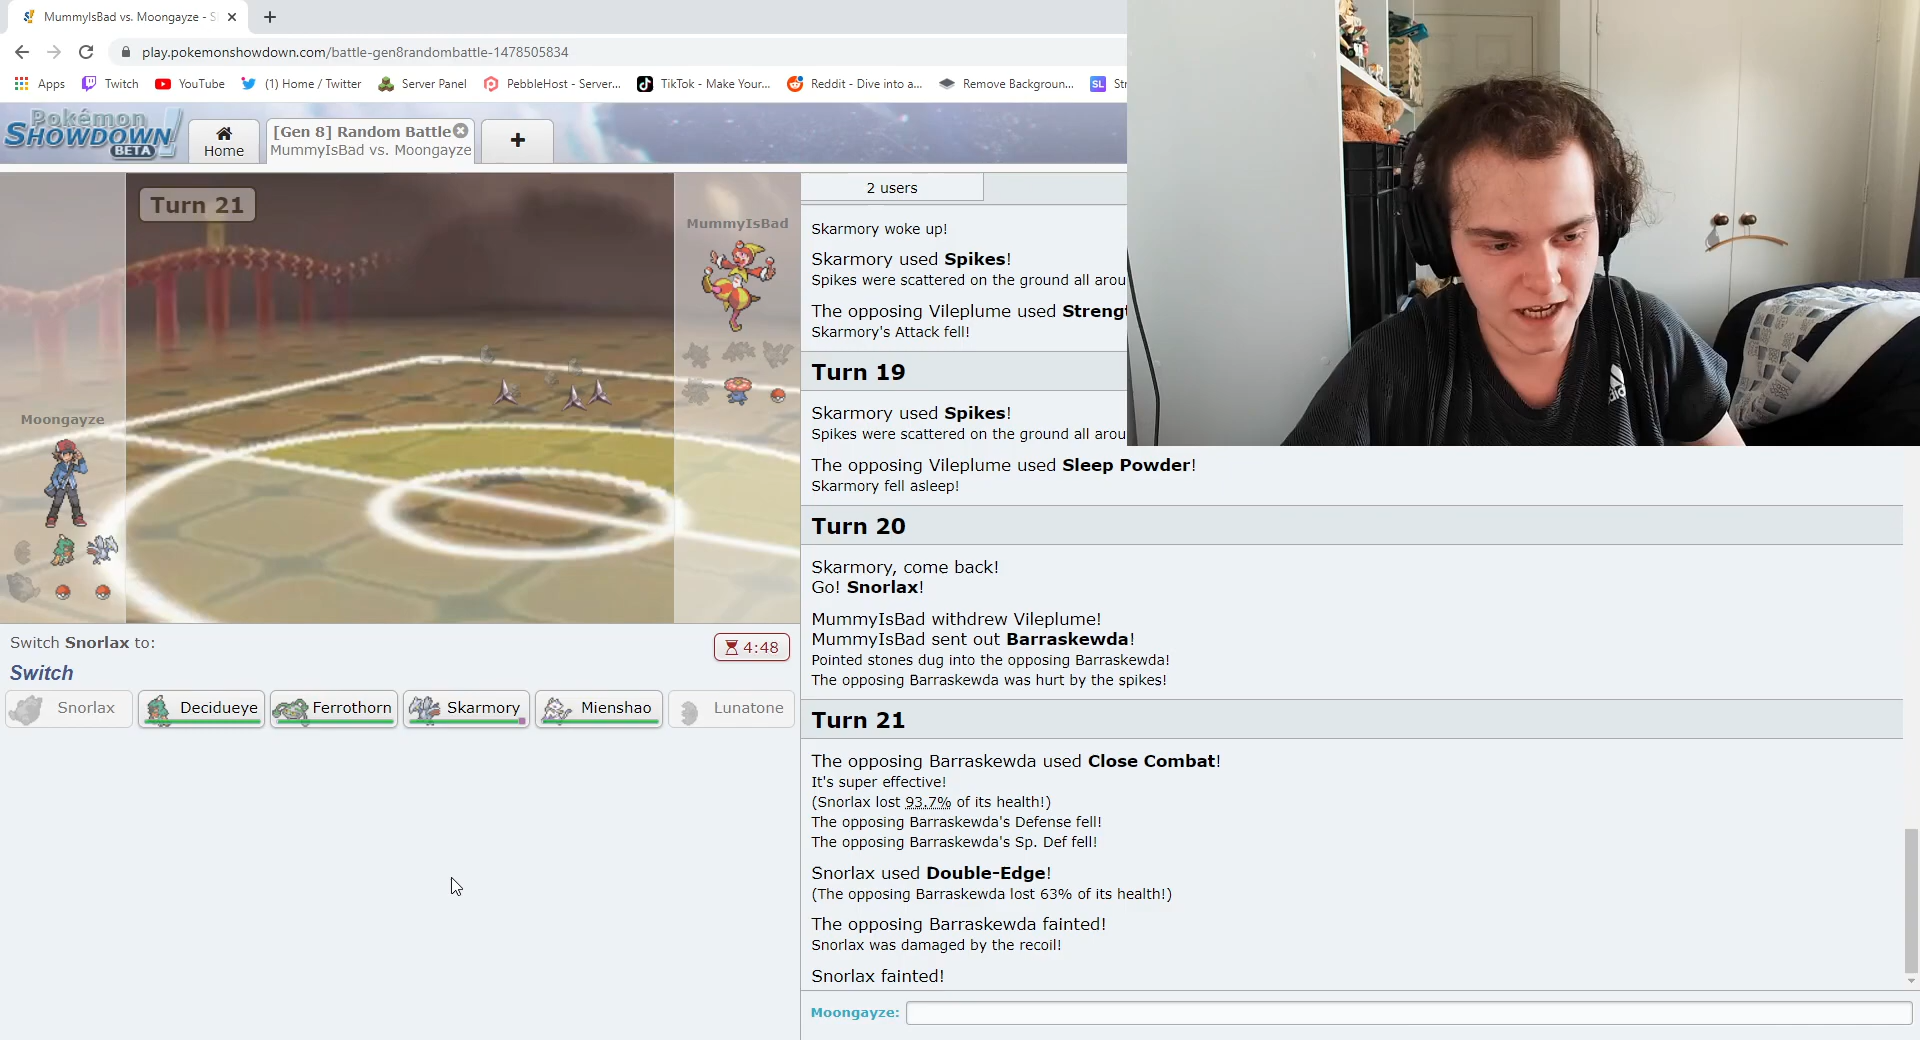 MummyIsBad vs. Moongayze - S
play.pokemonshowdown.com/battle-gen8randombattle-1478505834
Apps Twitch YouTube (1) Home / Twitter Server Panel PebbleHost - Server... TikTok - Make Your... Reddit - Dive into a... Remove Backgroun... SL Str
Pokémon
SHOWDOWN!
BETA
Home
[Gen 8] Random Battle
MummyIsBad vs. Moongayze
+
Turn 21
MummyIsBad
Moongayze
2 users
Skarmory woke up!
Skarmory used Spikes!
Spikes were scattered on the ground all arou
The opposing Vileplume used Strengt
Skarmory's Attack fell!
Turn 19
Skarmory used Spikes!
Spikes were scattered on the ground all arou
The opposing Vileplume used Sleep Powder!
Skarmory fell asleep!
Turn 20
Skarmory, come back!
Go! Snorlax!
MummyIsBad withdrew Vileplume!
MummyIsBad sent out Barraskewda!
Pointed stones dug into the opposing Barraskewda!
The opposing Barraskewda was hurt by the spikes!
Turn 21
The opposing Barraskewda used Close Combat!
It's super effective!
(Snorlax lost 93.7% of its health!)
The opposing Barraskewda's Defense fell!
The opposing Barraskewda's Sp. Def fell!
Snorlax used Double-Edge!
(The opposing Barraskewda lost 63% of its health!)
The opposing Barraskewda fainted!
Snorlax was damaged by the recoil!
Snorlax fainted!
Moongayze:
Switch Snorlax to:
4:48
Switch
Snorlax Decidueye Ferrothorn Skarmory Mienshao Lunatone